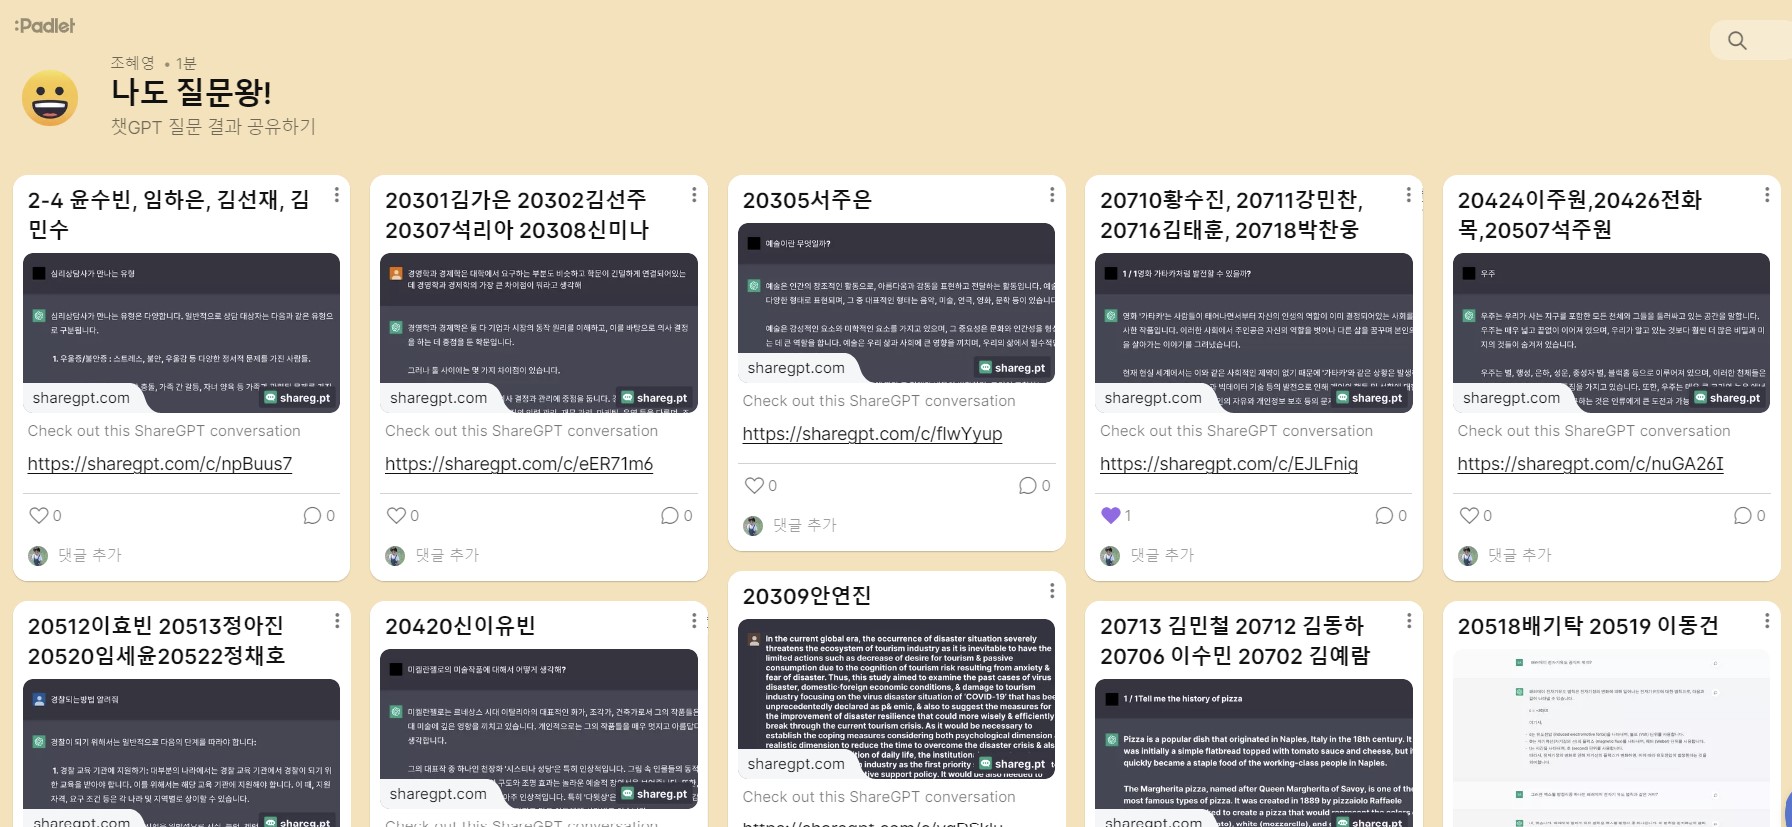 :Padlet
조혜영 • 1분
나도 질문왕!
챗GPT 질문 결과 공유하기
2-4 윤수빈, 임하은, 김선재, 김
민수
심리상담사가 만나는 유형
심리상담사가 만나는 유형은 다양합니다. 일반적으로 상담 대상자는 다음과 같은 유형으
로 구분됩니다.
1. 우울증/불안증 : 스트레스, 불안, 우울감 등 다양한 정서적 문제를 가진 사람들.
sharegpt.com
shareg.pt
Check out this ShareGPT conversation
https://sharegpt.com/c/npBuus7
0
0
댓글 추가
20301김가은 20302김선주
20307석리아 20308신미나
경영학과 경제학은 대학에서 요구하는 부분도 비슷하고 학문이 긴밀하게 연결되어있는
데 경영학과 경제학의 가장 큰 차이점이 뭐라고 생각해
경영학과 경제학은 둘 다 기업과 시장의 동작 원리를 이해하고, 이를 바탕으로 의사 결정
을 하는 데 중점을 둔 학문입니다.
그러나 둘 사이에는 몇 가지 차이점이 있습니다.
sharegpt.com
shareg.pt
Check out this ShareGPT conversation
https://sharegpt.com/c/eER71m6
0
0
댓글 추가
20305서주은
예술이란 무엇일까?
예술은 인간의 창조적인 활동으로, 아름다움과 감동을 표현하고 전달하는 활동입니다.
다양한 형태로 표현되며, 그 중 대표적인 형태는 음악, 미술, 연극, 영화, 문학 등이 있습니다
예술은 감성적인 요소와 미학적인 요소를 가지고 있으며, 그 중요성은 문화와 인간성을
는 데 큰 역할을 합니다. 예술은 우리 삶과 사회에 큰 영향을 끼치며, 우리의 삶에서 필수적인
sharegpt.com
shareg.pt
Check out this ShareGPT conversation
0
0
댓글 추가
20710황수진, 20711강민찬,
20716김태훈, 20718박찬웅
1 / 1영화 가타카처럼 발전할 수 있을까?
영화 '가타카'는 사람들이 태어나면서부터 자신의 인생의 역할이 이미 결정되어있는 사회를
사한 작품입니다. 이러한 사회에서 주인공은 자신의 역할을 벗어나 다른 삶을 꿈꾸며 본인의
을 살아가는 이야기를 그려냈습니다.
현재 현실 세계에서는 이와 같은 사회적인 제약이 없기 때문에 '가타카'와 같은 상황은
sharegpt.com
shareg.pt
Check out this ShareGPT conversation
https://sharegpt.com/c/EJLFnig
1
0
댓글 추가
20424이주원,20426전화
목,20507석주원
우주
우주는 우리가 사는 지구를 포함한 모든 천체와 그들을 둘러싸고 있는 공간을 말합니다.
우주는 매우 넓고 끝없이 이어져 있으며, 우리가 알고 있는 것보다 훨씬 더 많은 비밀과 미
지의 것들이 숨겨져 있습니다.
우주는 별, 행성, 은하, 성운, 중성자 별, 블랙홀 등으로 이루어져 있으며, 이러한 천체들은
sharegpt.com
shareg.pt
Check out this ShareGPT conversation
https://sharegpt.com/c/nuGA26I
0
0
댓글 추가
20512이효빈 20513정아진
20520임세윤20522정채호
경찰되는방법 알려줘
경찰이 되기 위해서는 일반적으로 다음의 단계를 따라야 합니다:
1. 경찰 교육 기관에 지원하기: 대부분의 나라에서는 경찰 교육 기관에서 경찰이 되기 위
한 교육을 받아야 합니다. 이를 위해서는 해당 교육 기관에 지원해야 합니다. 이 때, 지원
자격, 요구 조건 등은 각 나라 및 지역별로 상이할 수 있습니다.
sharegpt.com
shareg.pt
20420신이유빈
미켈란젤로의 미술작품에 대해서 어떻게 생각해?
미켈란젤로는 르네상스 시대 이탈리아의 대표적인 화가, 조각가, 건축가로서 그의 작품들은
대 미술에 깊은 영향을 끼치고 있습니다. 개인적으로는 그의 작품들을 매우 멋지고 아름답다
생각합니다.
그의 대표작 중 하나인 천장화 '시스티나 성당'은 특히 인상적입니다. 그림 속 인물들의 동작
sharegpt.com
shareg.pt
Check out this ShareGPT conversation
20309안연진
In the current global era, the occurrence of disaster situation severely
threatens the ecosystem of tourism industry as it is inevitable to have the
limited actions such as decrease of desire for tourism & passive
consumption due to the cognition of tourism risk resulting from anxiety &
fear of disaster. Thus, this study aimed to examine the past cases of virus
disaster, domestic·foreign economic conditions, & damage to tourism
industry focusing on the virus disaster situation of 'COVID-19' that has bee
unprecedentedly declared as p& emic, & also to suggest the measures for
the improvement of disaster resilience that could more wisely & efficiently
break through the current tourism crisis. As it would be necessary to
establish the coping measures considering both psychological dimension
realistic dimension to reduce the time to overcome the disaster crisis & als
ition of daily life, the institution
industry as the first priority
tive support policy. It would be also needed to
sharegpt.com
shareg.pt
Check out this ShareGPT conversation
20713 김민철 20712 김동하
20706 이수민 20702 김예람
1 / 1Tell me the history of pizza
Pizza is a popular dish that originated in Naples, Italy in the 18th century. It
was initially a simple flatbread topped with tomato sauce and cheese, but i
quickly became a staple food of the working-class people in Naples.
The Margherita pizza, named after Queen Margherita of Savoy, is one of the
most famous types of pizza. It was created in 1889 by pizzaiolo Raffaele
ed to create a pizza that would
ato), white (mozzarella), and
sharegpt.com
shareg.pt
20518배기탁 20519 이동건